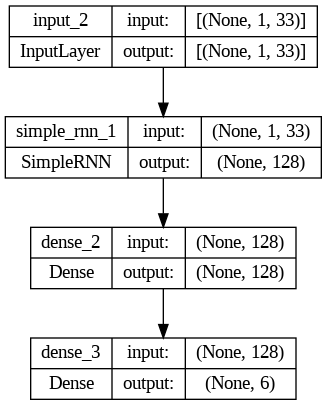 input_2 input: [(None, 1, 33)]
InputLayer output: [(None, 1, 33)]
simple_rnn_1 input: (None, 1, 33)
SimpleRNN output: (None, 128)
dense_2 input: (None, 128)
Dense output: (None, 128)
dense_3 input: (None, 128)
Dense output: (None, 6)